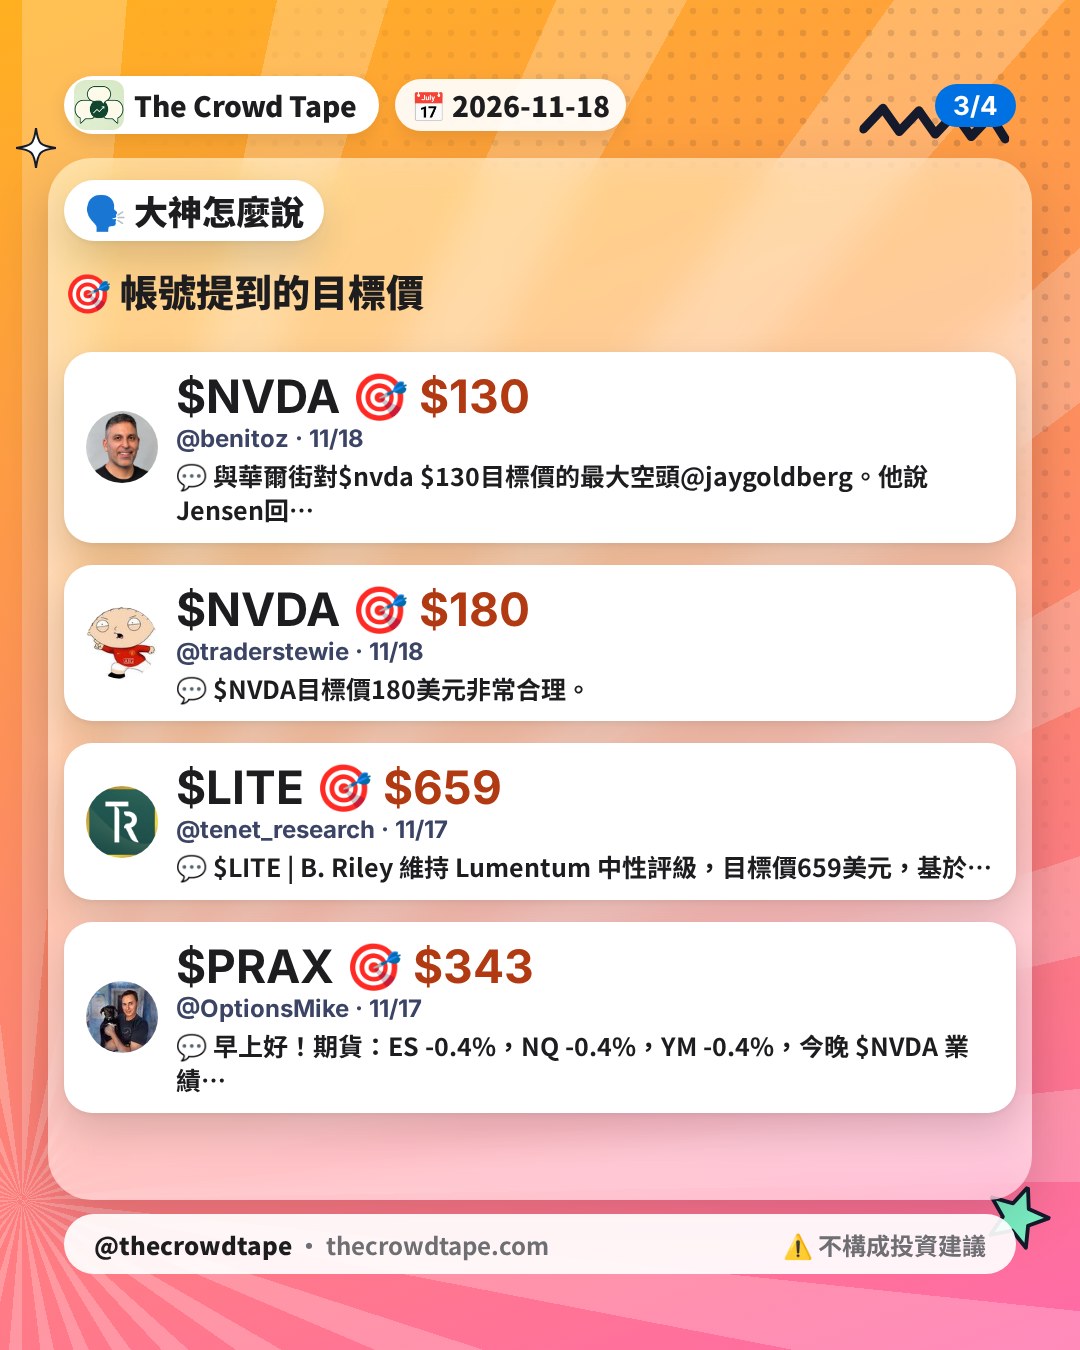 The Crowd Tape
2026-11-18
3/4
大神怎麼說
帳號提到的目標價
$NVDA 🎯 $130
@benitoz · 11/18
💬 與華爾街對$nvda $130目標價的最大空頭@jaygoldberg。他說
Jensen回…
$NVDA 🎯 $180
@traderstewie · 11/18
💬 $NVDA目標價180美元非常合理。
$LITE 🎯 $659
@tenet_research · 11/17
💬 $LITE | B. Riley 維持 Lumentum 中性評級，目標價659美元，基於…
$PRAX 🎯 $343
@OptionsMike · 11/17
💬 早上好！期貨：ES -0.4%，NQ -0.4%，YM -0.4%，今晚 $NVDA 業
績…
@thecrowdtape • thecrowdtape.com
⚠️ 不構成投資建議